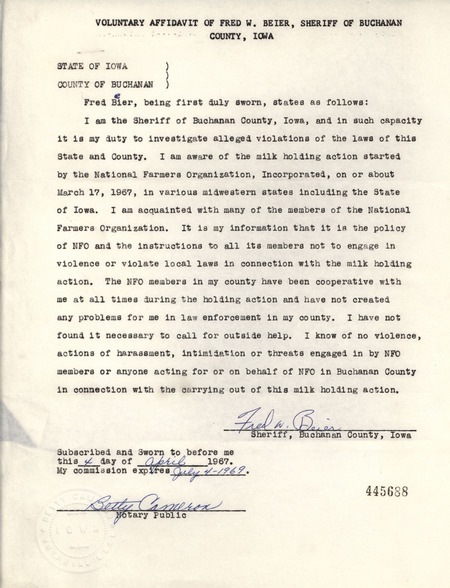 VOLUNTARY AFFIDAVIT OF FRED W. BEIER, SHERIFF OF BUCHANAN
COUNTY, IOWA
STATE OF IOWA )
)
COUNTY OF BUCHANAN )
Fred Beier, being first duly sworn, states as follows:
I am the Sheriff of Buchanan County, Iowa, and in such capacity
it is my duty to investigate alleged violations of the laws of this
State and County. I am aware of the milk holding action started
by the National Farmers Organization, Incorporated, on or about
March 17, 1967, in various midwestern states including the State
of Iowa. I am acquainted with many of the members of the National
Farmers Organization. It is my information that it is the policy
of NFO and the instructions to all its members not to engage in
violence or violate local laws in connection with the milk holding
action. The NFO members in my county have been cooperative with
me at all times during the holding action and have not created
any problems for me in law enforcement in my county. I have not
found it necessary to call for outside help. I know of no violence,
actions of harassment, intimidation or threats engaged in by NFO
members or anyone acting for or on behalf of NFO in Buchanan County
in connection with the carrying out of this milk holding action.
Fred W. Beier
Sheriff, Buchanan County, Iowa
Subscribed and Sworn to before me
this 4 day of April 1967.
My commission expires July 4-1969.
Betty Cameron
Notary Public
445688
IOWA